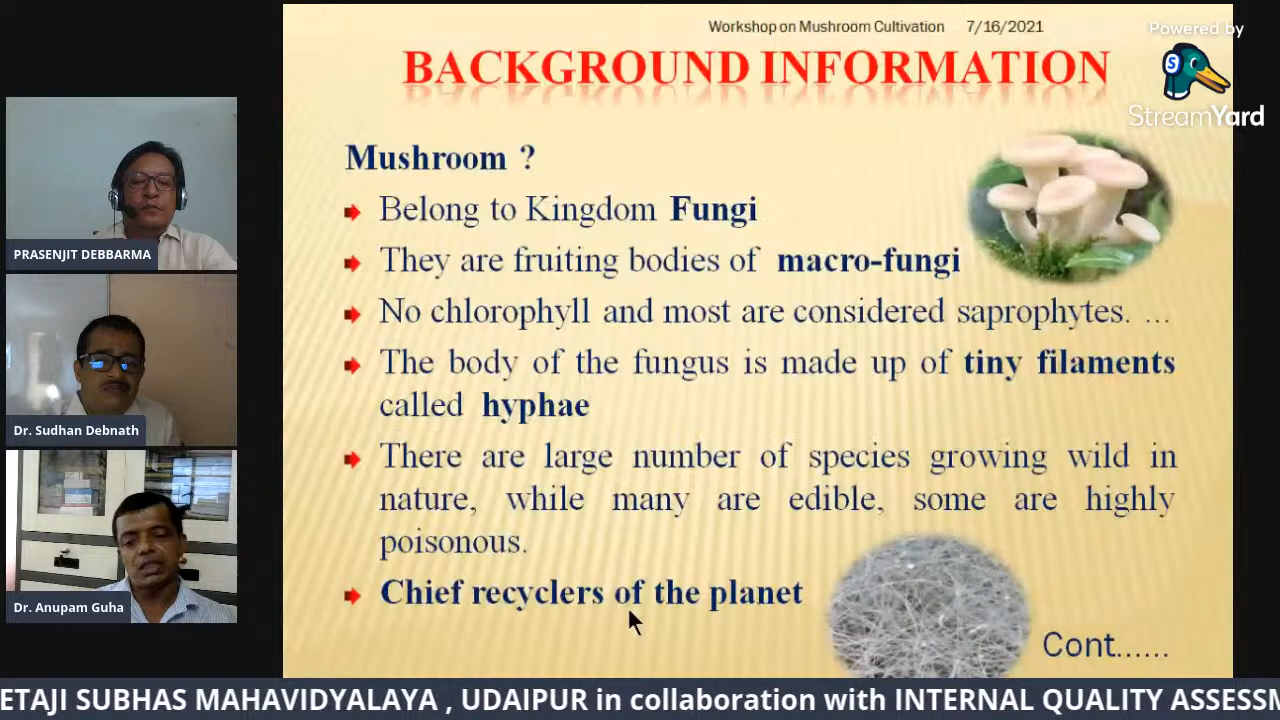 Workshop on Mushroom Cultivation 7/16/2021
Powered by
StreamYard
S
BACKGROUND INFORMATION
Mushroom ?
Belong to Kingdom Fungi
They are fruiting bodies of macro-fungi
No chlorophyll and most are considered saprophytes. ...
The body of the fungus is made up of tiny filaments
called hyphae
There are large number of species growing wild in
nature, while many are edible, some are highly
poisonous.
Chief recyclers of the planet
Cont......
PRASENJIT DEBBARMA
Dr. Sudhan Debnath
Dr. Anupam Guha
ETAJI SUBHAS MAHAVIDYALAYA , UDAIPUR in collaboration with INTERNAL QUALITY ASSESSM